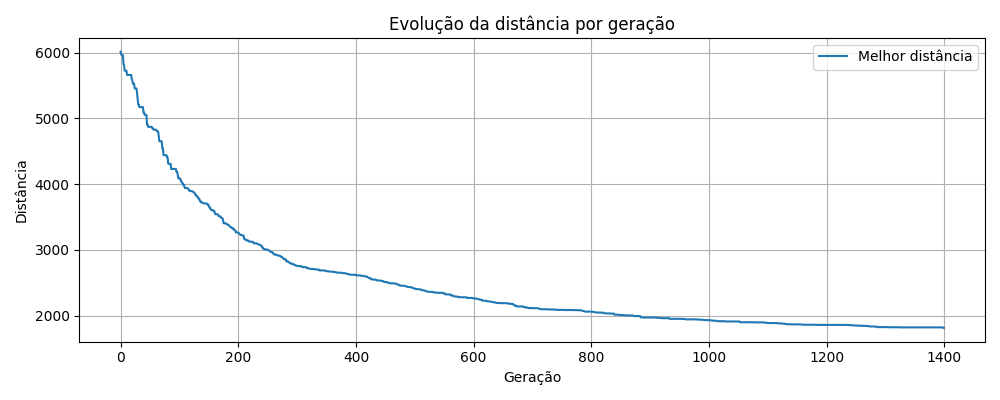 Evolução da distância por geração
Melhor distância
Distância
6000
5000
4000
3000
2000
0 200 400 600 800 1000 1200 1400
Geração